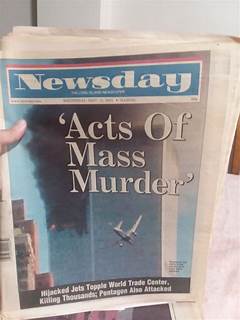 Newsday
THE LONG ISLAND NEWSPAPER
'Acts Of
Mass
Murder'
Hijacked Jets Topple World Trade Center,
Killing Thousands; Pentagon Also Attacked